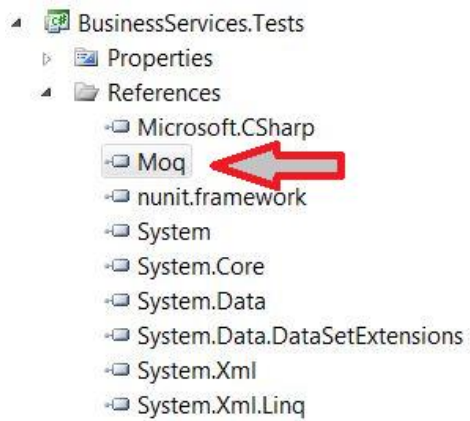 BusinessServices.Tests
Properties
References
Microsoft.CSharp
Moq
nunit.framework
System
System.Core
System.Data
System.Data.DataSetExtensions
System.Xml
System.Xml.Linq